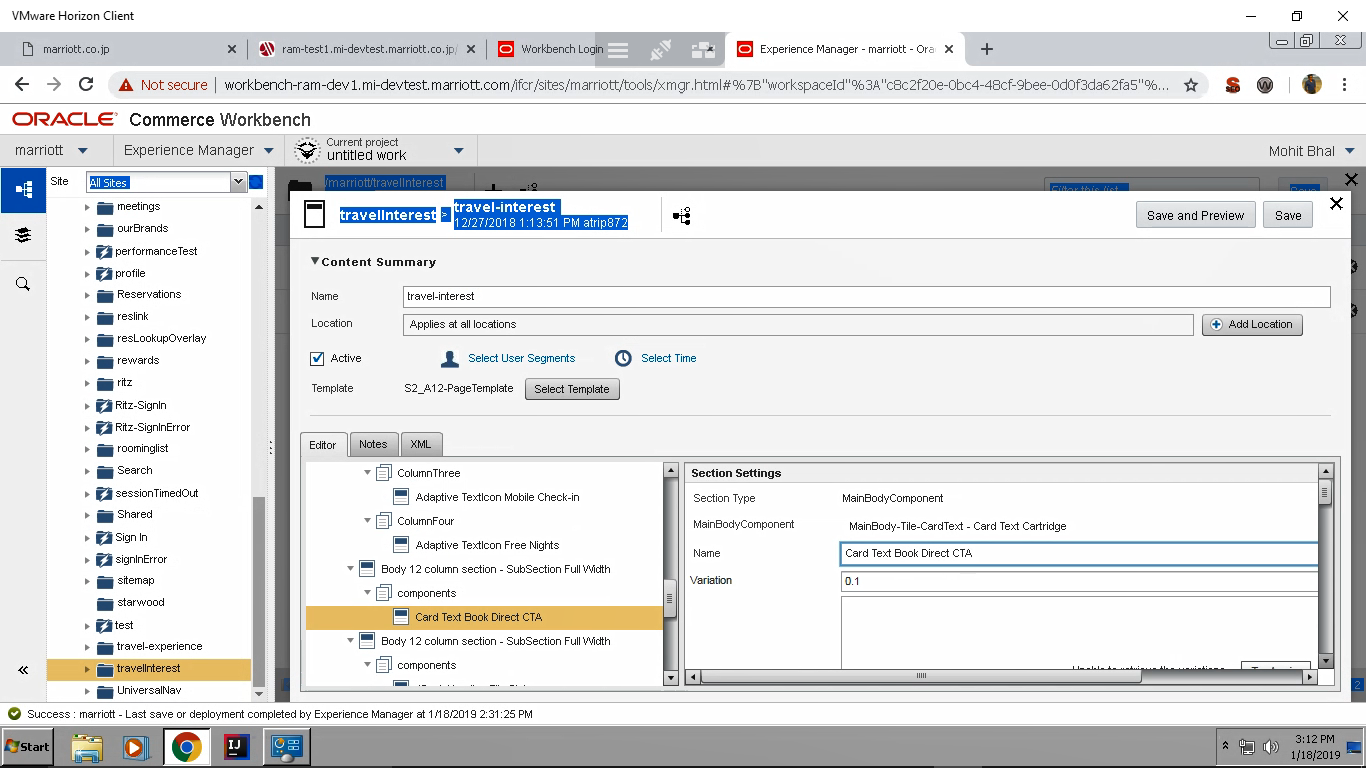 VMware Horizon Client
marriott.co.jp
ram-test1.mi-devtest.marriott.co.jp/
Workbench Login
Experience Manager - marriott - Ora
Not secure
workbench-ram-dev1.mi-devtest.marriott.com/ifcr/sites/marriott/tools/xmgr.html#%7B"workspaceId"%3A"c8c2f20e-0bc4-48cf-9bee-0d0f3da62fa5"%...
ORACLE Commerce Workbench
marriott
Experience Manager
Current project
untitled work
Mohit Bhal
Site
All Sites
/marriott/travelInterest
Filter this list...
Save
meetings
ourBrands
performanceTest
profile
Reservations
reslink
resLookupOverlay
rewards
ritz
Ritz-SignIn
Ritz-SignInError
roominglist
Search
sessionTimedOut
Shared
Sign In
signInError
sitemap
starwood
test
travel-experience
travelInterest
UniversalNav
travelInterest > travel-interest
12/27/2018 1:13:51 PM atrip872
Save and Preview
Save
Content Summary
Name
travel-interest
Location
Applies at all locations
Add Location
Active
Select User Segments
Select Time
Template
S2_A12-PageTemplate
Select Template
Editor
Notes
XML
ColumnThree
Adaptive TextIcon Mobile Check-in
ColumnFour
Adaptive TextIcon Free Nights
Body 12 column section - SubSection Full Width
components
Card Text Book Direct CTA
Body 12 column section - SubSection Full Width
components
Section Settings
Section Type
MainBodyComponent
MainBodyComponent
MainBody-Tile-CardText - Card Text Cartridge
Name
Card Text Book Direct CTA
Variation
0.1
Unable to retrieve the variations
2
Success : marriott - Last save or deployment completed by Experience Manager at 1/18/2019 2:31:25 PM
Start
3:12 PM
1/18/2019